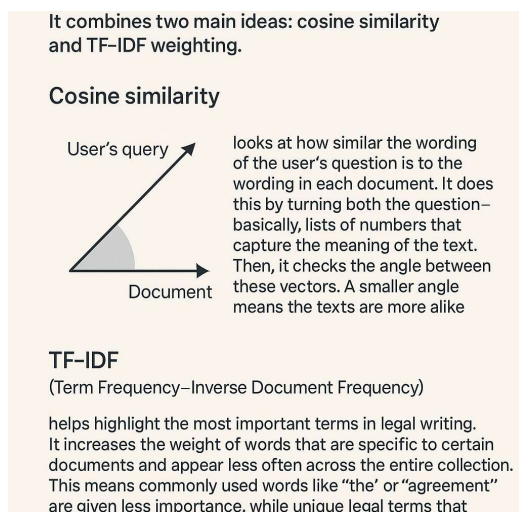 It combines two main ideas: cosine similarity
and TF–IDF weighting.
Cosine similarity
User's query
Document
looks at how similar the wording
of the user‘s question is to the
wording in each document. It does
this by turning both the question–
basically, lists of numbers that
capture the meaning of the text.
Then, it checks the angle between
these vectors. A smaller angle
means the texts are more alike
TF–IDF
(Term Frequency–Inverse Document Frequency)
helps highlight the most important terms in legal writing.
It increases the weight of words that are specific to certain
documents and appear less often across the entire collection.
This means commonly used words like “the’ or “agreement”
are given less importance, while unique legal terms that